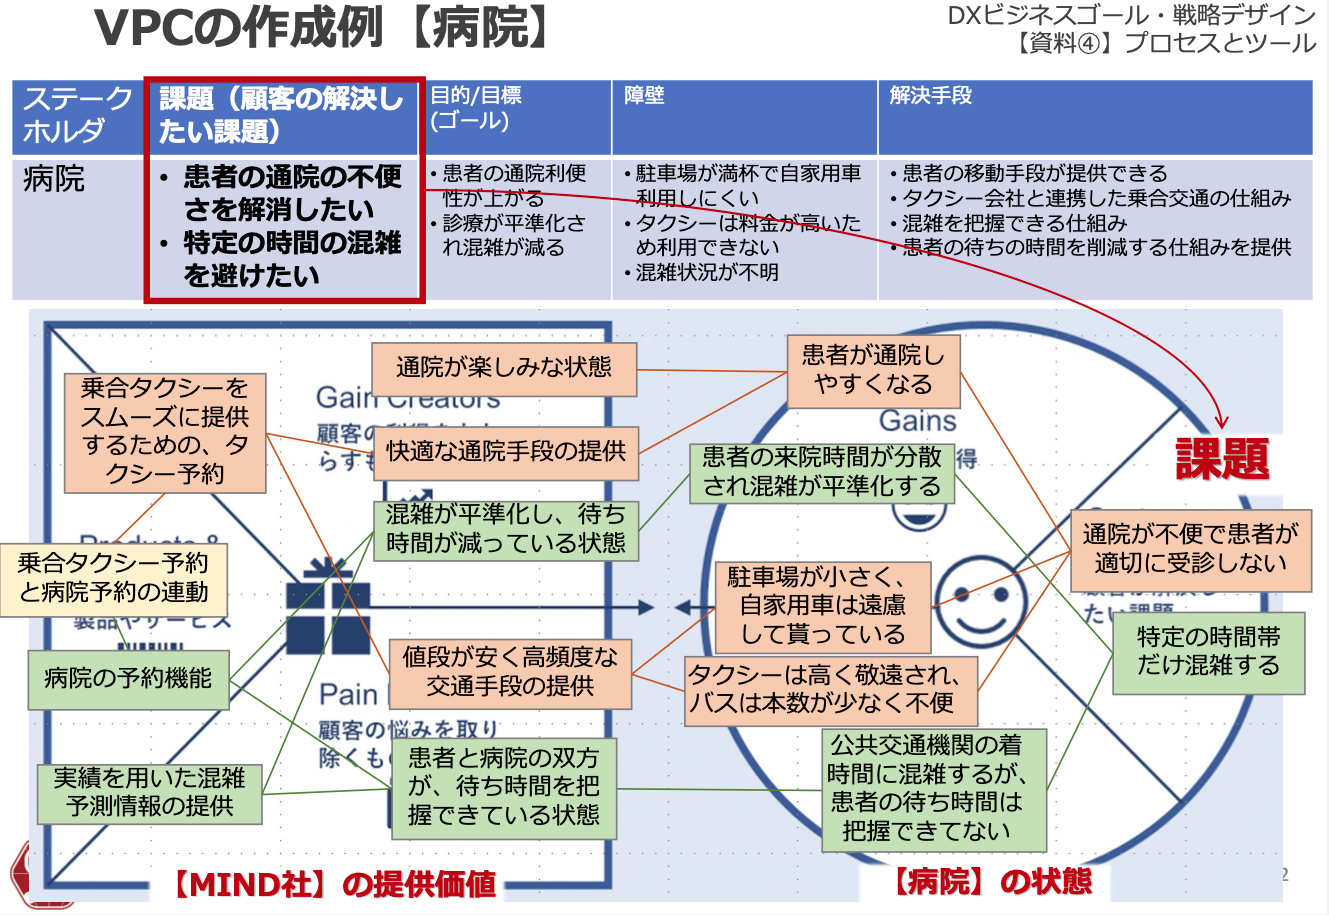 VPCの作成例【病院】
DXビジネスゴール・戦略デザイン
【資料④】プロセスとツール
ステーク
ホルダ
課題（顧客の解決し
たい課題）
目的/目標
(ゴール)
障壁
解決手段
病院
・患者の通院の不便
さを解消したい
・特定の時間の混雑
を避けたい
・患者の通院利便
性が上がる
・診療が平準化さ
れ混雑が減る
・駐車場が満杯で自家用車
利用しにくい
・タクシーは料金が高いた
め利用できない
・混雑状況が不明
・患者の移動手段が提供できる
・タクシー会社と連携した乗合交通の仕組み
・混雑を把握できる仕組み
・患者の待ちの時間を削減する仕組みを提供
乗合タクシーを
スムーズに提供
するための、タ
クシー予約
乗合タクシー予約
と病院予約の連動
製品やサービス
病院の予約機能
実績を用いた混雑
予測情報の提供
通院が楽しみな状態
Gain Creators
顧客の
らすも
快適な通院手段の提供
混雑が平準化し、待ち
時間が減っている状態
値段が安く高頻度な
交通手段の提供
Pain
顧客の悩みを取り
除くも
患者と病院の双方
が、待ち時間を把
握できている状態
【MIND社】の提供価値
患者が通院し
やすくなる
Gains
得
患者の来院時間が分散
され混雑が平準化する
駐車場が小さく、
自家用車は遠慮
して貰っている
タクシーは高く敬遠され、
バスは本数が少なく不便
公共交通機関の着
時間に混雑するが、
患者の待ち時間は
把握できてない
課題
通院が不便で患者が
適切に受診しない
たい課題
特定の時間帯
だけ混雑する
【病院】の状態
2